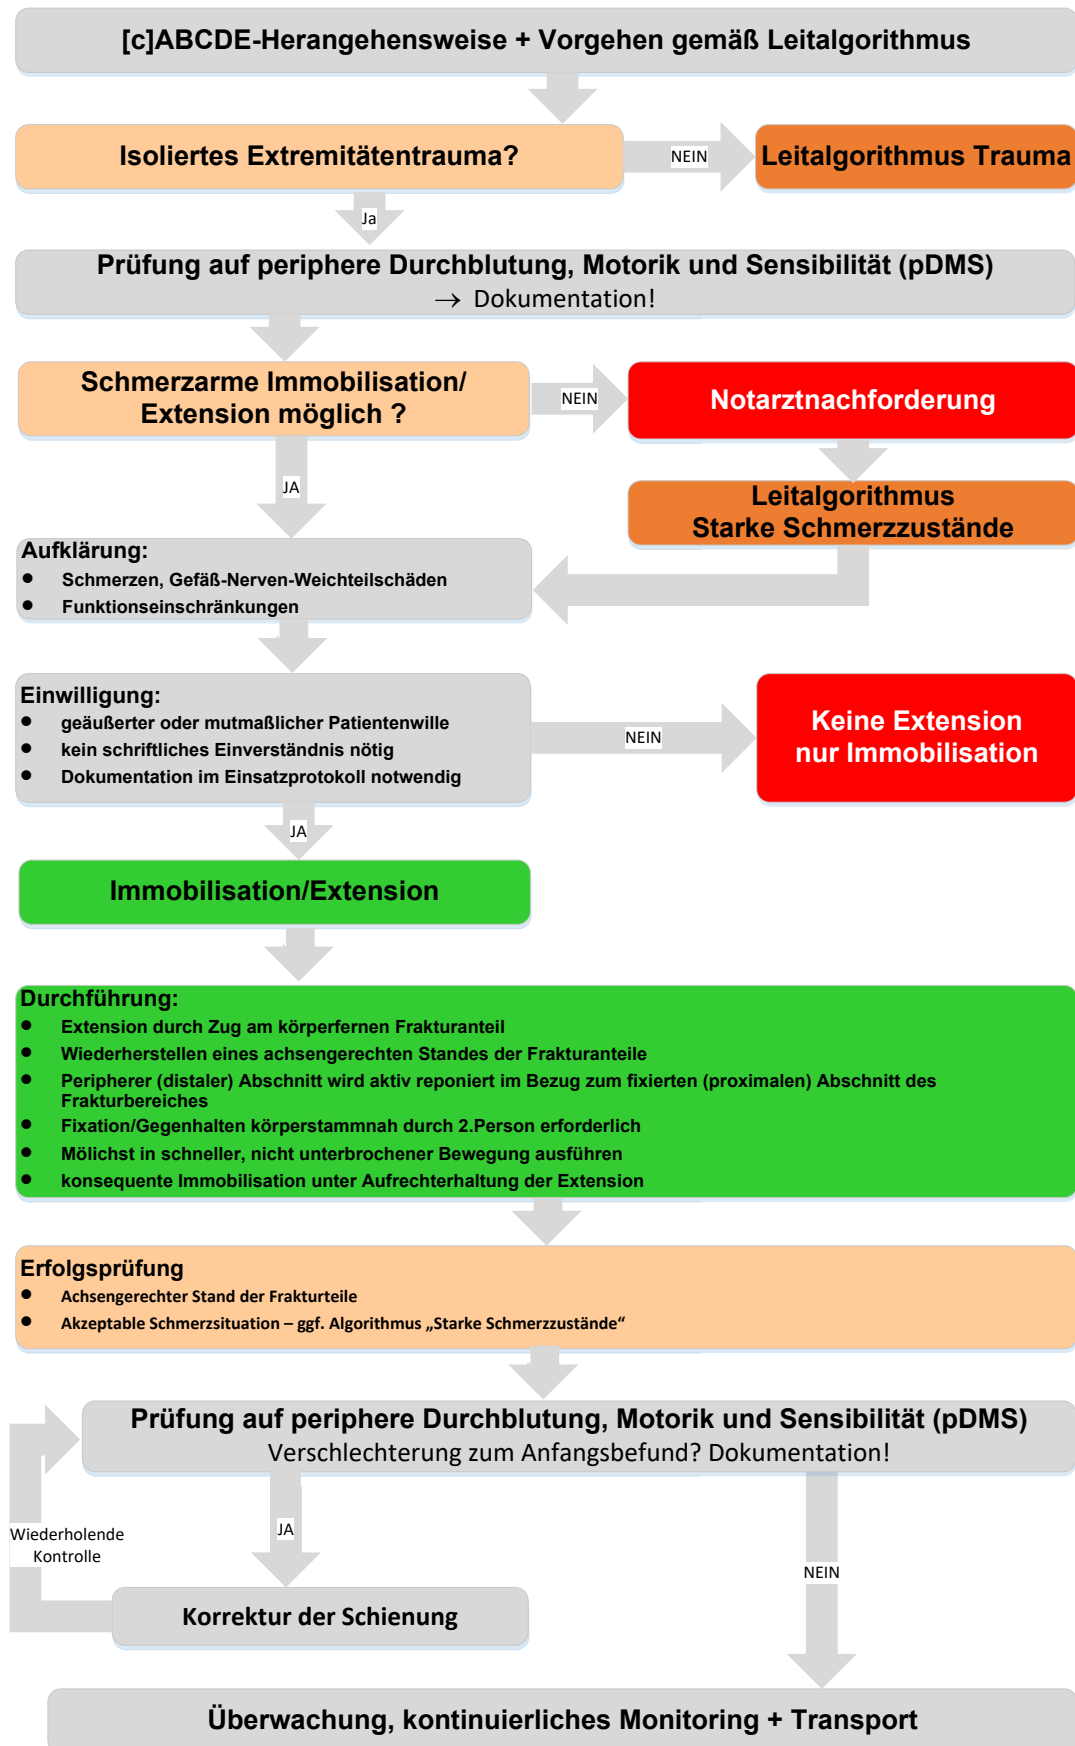 [c]ABCDE-Herangehensweise + Vorgehen gemäß Leitalgorithmus
Isoliertes Extremitätentrauma?
NEIN
Leitalgorithmus Trauma
Ja
Prüfung auf periphere Durchblutung, Motorik und Sensibilität (pDMS)
→ Dokumentation!
Schmerzarme Immobilisation/
Extension möglich ?
NEIN
Notarztnachforderung
JA
Leitalgorithmus
Starke Schmerzzustände
Aufklärung:
● Schmerzen, Gefäß-Nerven-Weichteilschäden
● Funktionseinschränkungen
Einwilligung:
● geäußerter oder mutmaßlicher Patientenwille
● kein schriftliches Einverständnis nötig
● Dokumentation im Einsatzprotokoll notwendig
NEIN
Keine Extension
nur Immobilisation
JA
Immobilisation/Extension
Durchführung:
● Extension durch Zug am körperfernen Frakturanteil
● Wiederherstellen eines achsengerechten Standes der Frakturanteile
● Peripherer (distaler) Abschnitt wird aktiv reponiert im Bezug zum fixierten (proximalen) Abschnitt des
Frakturbereiches
● Fixation/Gegenhalten körperstammnah durch 2.Person erforderlich
● Mölichst in schneller, nicht unterbrochener Bewegung ausführen
● konsequente Immobilisation unter Aufrechterhaltung der Extension
Erfolgsprüfung
● Achsengerechter Stand der Frakturteile
● Akzeptable Schmerzsituation – ggf. Algorithmus „Starke Schmerzzustände“
Prüfung auf periphere Durchblutung, Motorik und Sensibilität (pDMS)
Verschlechterung zum Anfangsbefund? Dokumentation!
JA
Wiederholende
Kontrolle
NEIN
Korrektur der Schienung
Überwachung, kontinuierliches Monitoring + Transport